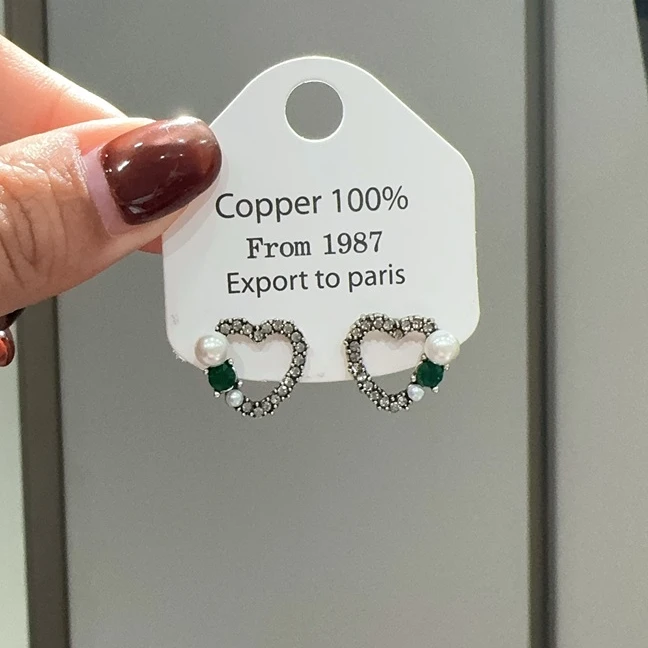 Copper 100%
From 1987
Export to paris